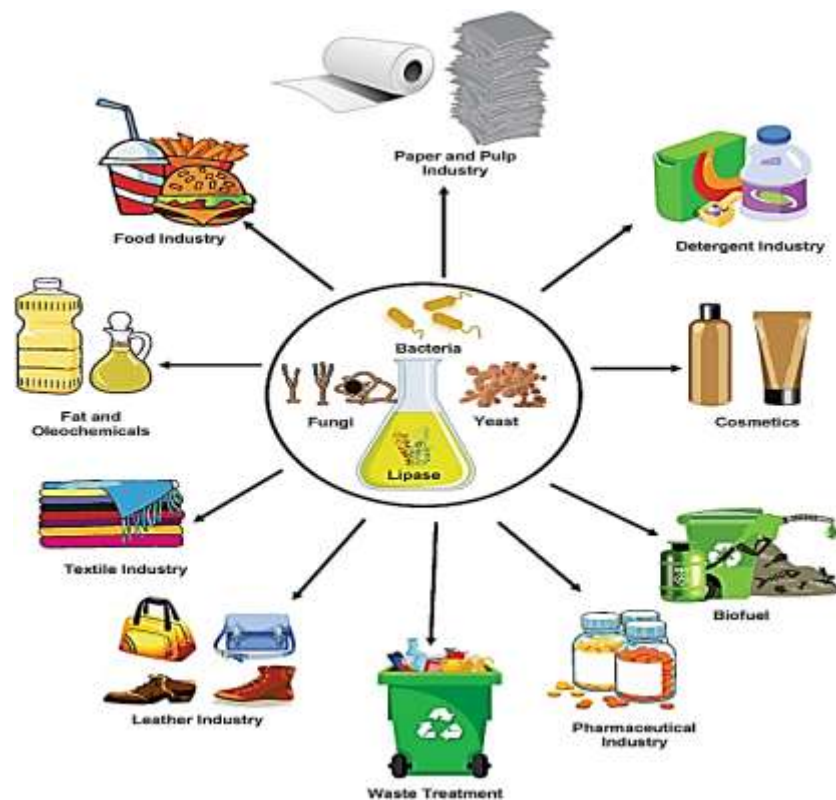 Paper and Pulp
Industry
Food Industry
Detergent Industry
Bacteria
Fungi
Yeast
Lipase
Fat and
Oleochemicals
Cosmetics
Textile Industry
Biofuel
Leather Industry
Pharmaceutical
Industry
Waste Treatment